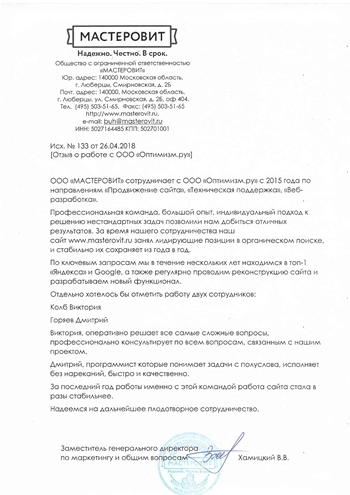 МАСТЕРОВИТ
Надежно. Честно. В срок.
Общество с ограниченной ответственностью
«МАСТЕРОВИТ»
Юр. адрес: 140000 Московская область,
г. Люберцы, ул. Смирновская, д. 2Б
Почт. адрес: 140000, Московская область,
г. Люберцы, ул. Смирновская, д. 2Б, оф 404.
Тел. (495) 503-51-65, Факс: (495) 503-51-65
http://www.masterovit.ru,
e-mail: buh@masterovit.ru
ИНН: 5027164485 КПП: 502701001
Исх. № 133 от 26.04.2018
[Отзыв о работе с ООО «Оптимизм.ру»]
ООО «МАСТЕРОВИТ» сотрудничает с ООО «Оптимизм.ру» с 2015 года по
направлениям «Продвижение сайта», «Техническая поддержка», «Веб-
разработка».
Профессиональная команда, большой опыт, индивидуальный подход к
решению нестандартных задач позволили нам добиться отличных
результатов. За время нашего сотрудничества наш
сайт www.masterovit.ru занял лидирующие позиции в органическом поиске,
и стабильно их сохраняет из года в год.
По ключевым запросам мы в течение нескольких лет находимся в топ-1
«Яндекса» и Google, а также регулярно проводим реконструкцию сайта и
разрабатываем новый функционал.
Отдельно хотелось бы отметить работу двух сотрудников:
Колб Виктория
Горяев Дмитрий
Виктория, оперативно решает все самые сложные вопросы,
профессионально консультирует по всем вопросам, связанным с нашим
проектом.
Дмитрий, программист которые понимает задачи с полуслова, исполняет
без нареканий, быстро и качественно.
За последний год работы именно с этой командой работа сайта стала в
разы стабильнее.
Надеемся на дальнейшее плодотворное сотрудничество.
Заместитель генерального директора
по маркетингу и общим вопросам Хамицкий В.В.
МАСТЕРОВИТ